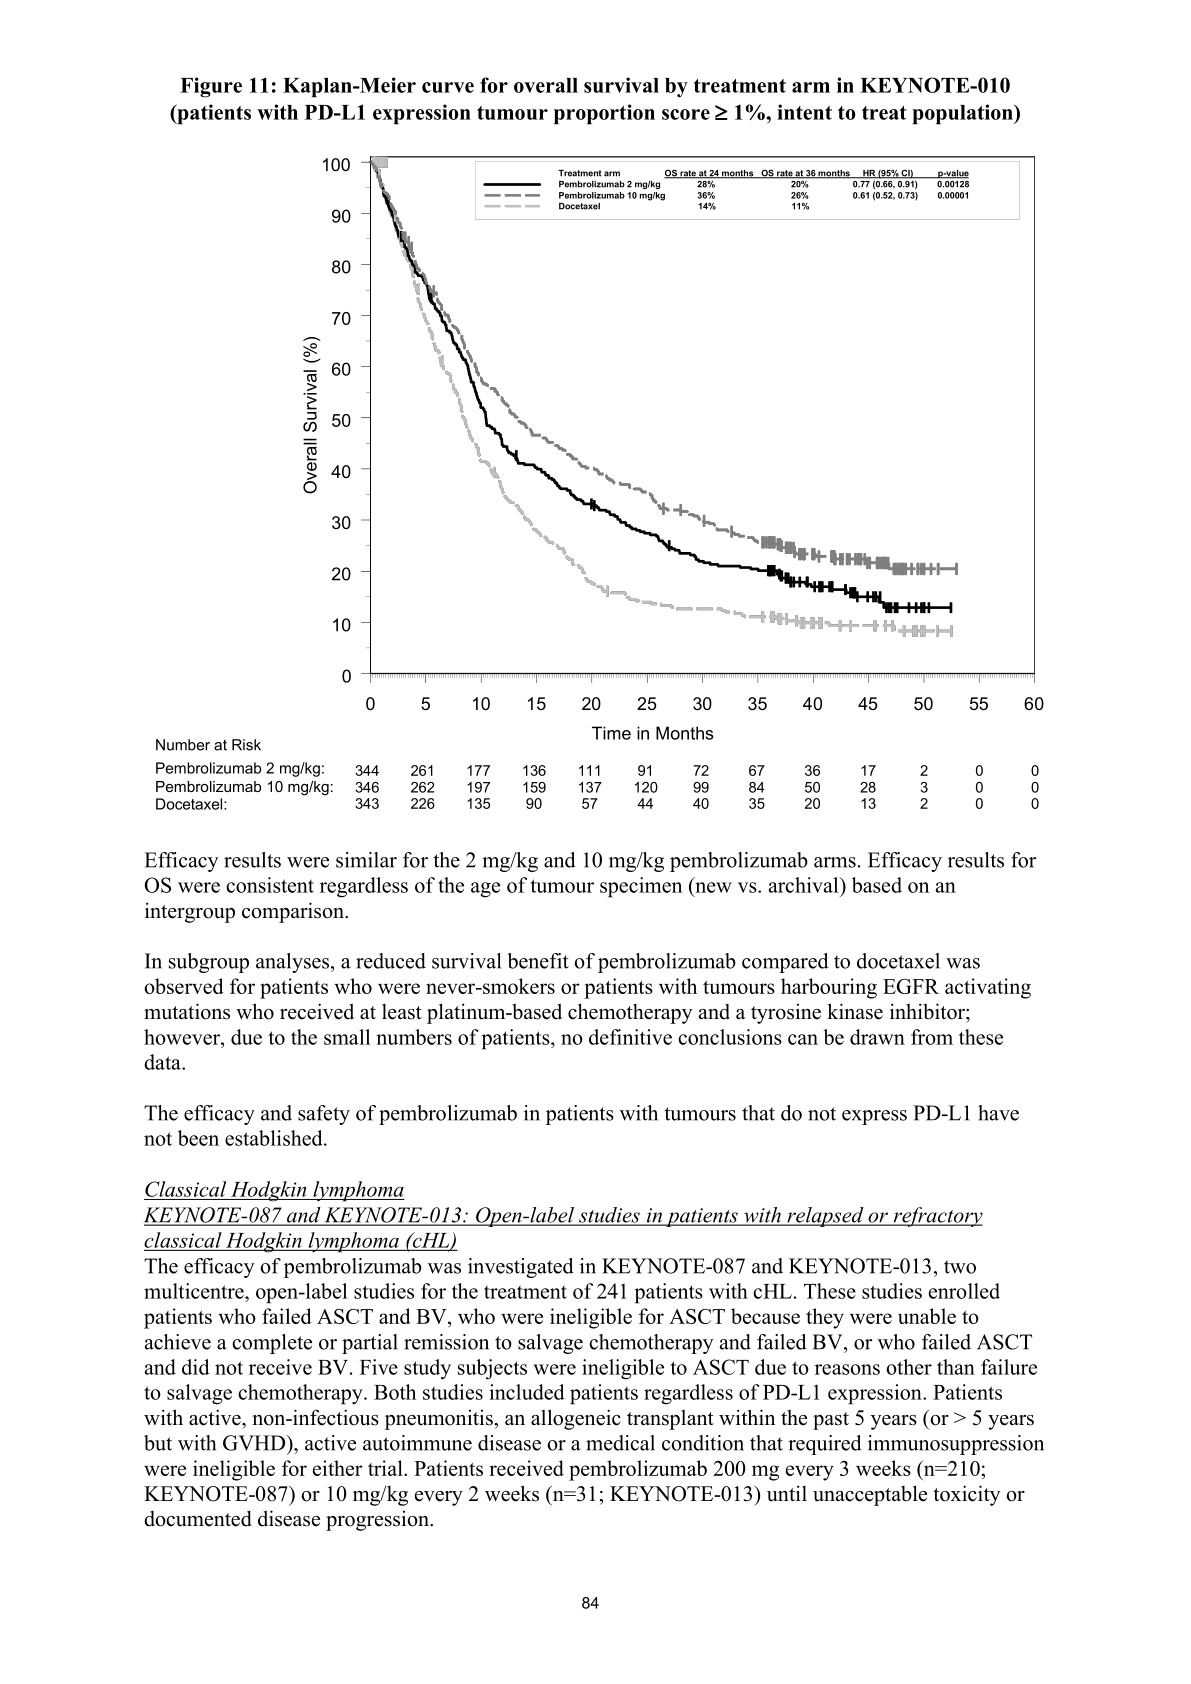 Figure 11: Kaplan-Meier curve for overall survival by treatment arm in KEYNOTE-010
(patients with PD-L1 expression tumour proportion score ≥ 1%, intent to treat population)
Treatment arm OS rate at 24 months OS rate at 36 months HR (95% CI) p-value
Pembrolizumab 2 mg/kg 28% 20% 0.77 (0.66, 0.91) 0.00128
Pembrolizumab 10 mg/kg 36% 26% 0.61 (0.52, 0.73) 0.00001
Docetaxel 14% 11%
100
90
80
70
60
50
40
30
20
10
0
Overall Survival (%)
0 5 10 15 20 25 30 35 40 45 50 55 60
Time in Months
Number at Risk
Pembrolizumab 2 mg/kg: 344 261 177 136 111 91 72 67 36 17 2 0 0
Pembrolizumab 10 mg/kg: 346 262 197 159 137 120 99 84 50 28 3 0 0
Docetaxel: 343 226 135 90 57 44 40 35 20 13 2 0 0
Efficacy results were similar for the 2 mg/kg and 10 mg/kg pembrolizumab arms. Efficacy results for
OS were consistent regardless of the age of tumour specimen (new vs. archival) based on an
intergroup comparison.
In subgroup analyses, a reduced survival benefit of pembrolizumab compared to docetaxel was
observed for patients who were never-smokers or patients with tumours harbouring EGFR activating
mutations who received at least platinum-based chemotherapy and a tyrosine kinase inhibitor;
however, due to the small numbers of patients, no definitive conclusions can be drawn from these
data.
The efficacy and safety of pembrolizumab in patients with tumours that do not express PD-L1 have
not been established.
Classical Hodgkin lymphoma
KEYNOTE-087 and KEYNOTE-013: Open-label studies in patients with relapsed or refractory
classical Hodgkin lymphoma (cHL)
The efficacy of pembrolizumab was investigated in KEYNOTE-087 and KEYNOTE-013, two
multicentre, open-label studies for the treatment of 241 patients with cHL. These studies enrolled
patients who failed ASCT and BV, who were ineligible for ASCT because they were unable to
achieve a complete or partial remission to salvage chemotherapy and failed BV, or who failed ASCT
and did not receive BV. Five study subjects were ineligible to ASCT due to reasons other than failure
to salvage chemotherapy. Both studies included patients regardless of PD-L1 expression. Patients
with active, non-infectious pneumonitis, an allogeneic transplant within the past 5 years (or > 5 years
but with GVHD), active autoimmune disease or a medical condition that required immunosuppression
were ineligible for either trial. Patients received pembrolizumab 200 mg every 3 weeks (n=210;
KEYNOTE-087) or 10 mg/kg every 2 weeks (n=31; KEYNOTE-013) until unacceptable toxicity or
documented disease progression.
84